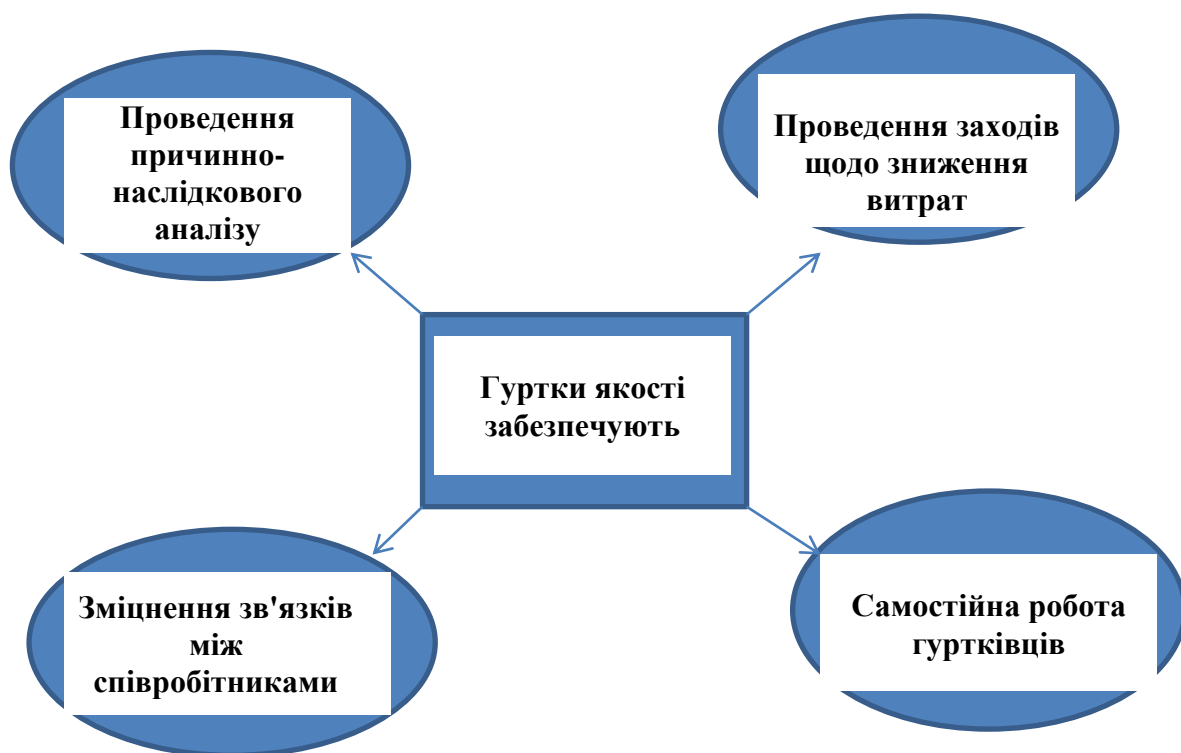 Проведення
причинно-
наслідкового
аналізу
Проведення заходів
щодо зниження
витрат
Гуртки якості
забезпечують
Зміцнення зв'язків
між
співробітниками
Самостійна робота
гуртківців